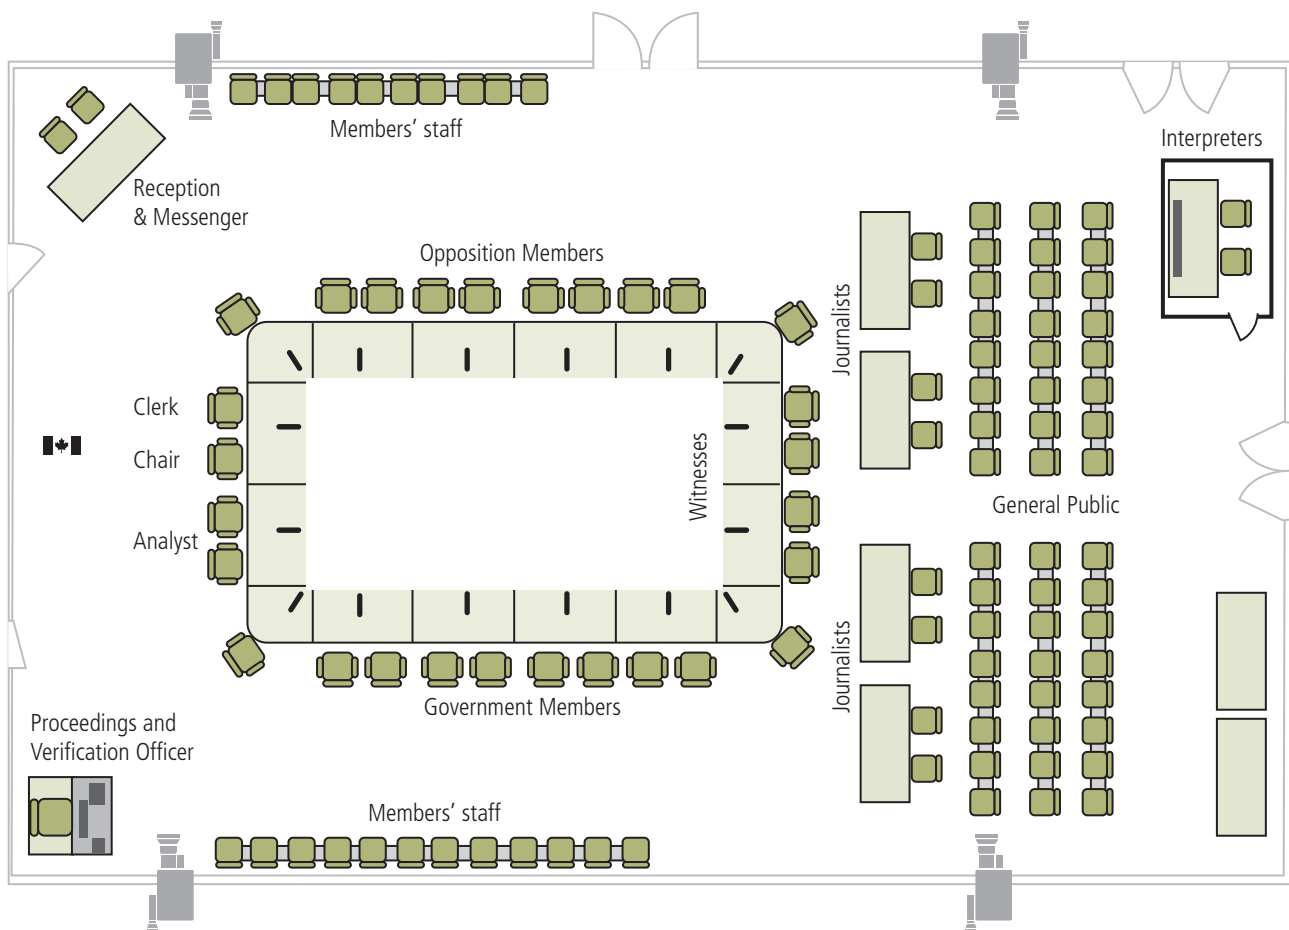 Members’ staff
Interpreters
Reception
& Messenger
Opposition Members
Journalists
Clerk
Chair
Witnesses
General Public
Analyst
Journalists
Government Members
Proceedings and
Verification Officer
Members’ staff